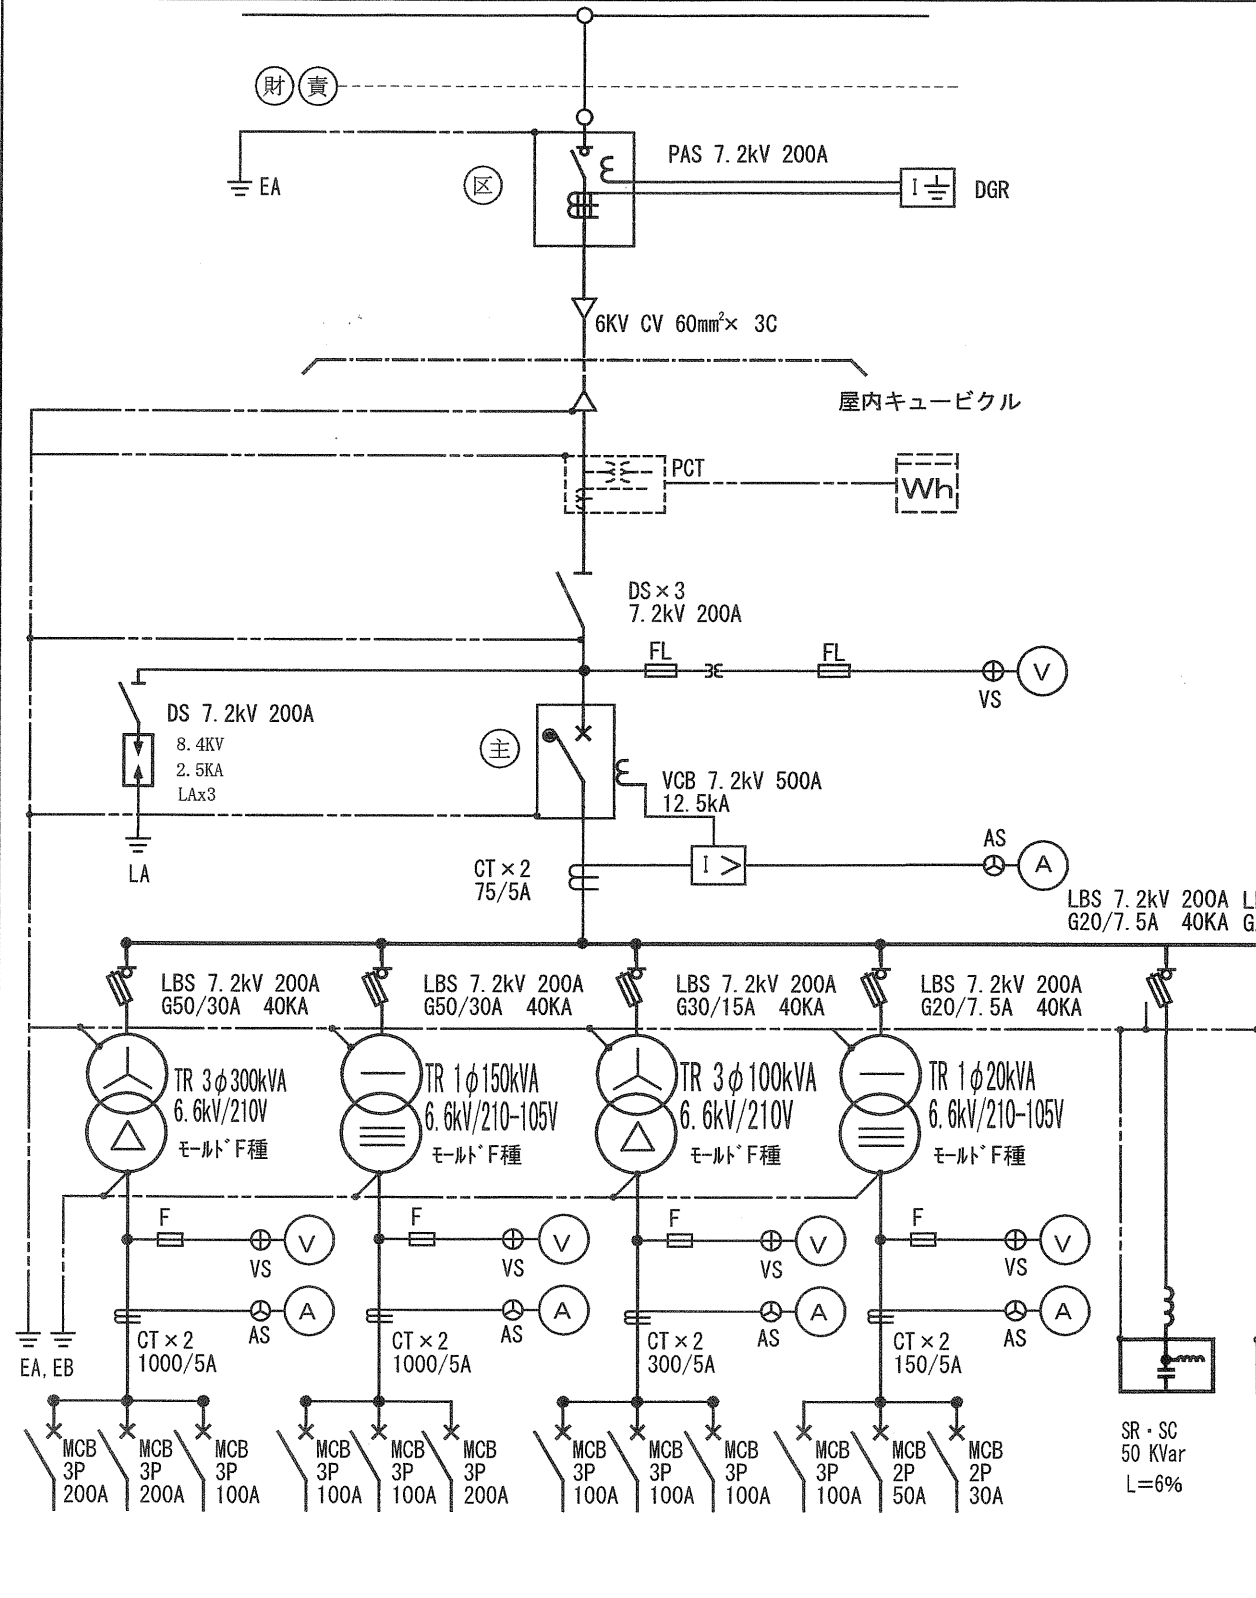 財 責
EA
区
PAS 7.2kV 200A
I
DGR
6KV CV 60mm²× 3C
屋内キュービクル
PCT
Wh
DS×3
7.2kV 200A
FL
FL
VS
V
DS 7.2kV 200A
8.4KV
2.5KA
LAx3
LA
主
VCB 7.2kV 500A
12.5kA
CT×2
75/5A
I >
AS
A
LBS 7.2kV 200A
G20/7.5A 40KA
LBS 7.2kV 200A
G50/30A 40KA
LBS 7.2kV 200A
G50/30A 40KA
LBS 7.2kV 200A
G30/15A 40KA
LBS 7.2kV 200A
G20/7.5A 40KA
TR 3φ300kVA
6.6kV/210V
ﾓｰﾙﾄﾞF種
TR 1φ150kVA
6.6kV/210-105V
ﾓｰﾙﾄﾞF種
TR 3φ100kVA
6.6kV/210V
ﾓｰﾙﾄﾞF種
TR 1φ20kVA
6.6kV/210-105V
ﾓｰﾙﾄﾞF種
F
VS
V
F
VS
V
F
VS
V
F
VS
V
AS
A
AS
A
AS
A
AS
A
EA, EB
CT×2
1000/5A
CT×2
1000/5A
CT×2
300/5A
CT×2
150/5A
MCB
3P
200A
MCB
3P
200A
MCB
3P
100A
MCB
3P
100A
MCB
3P
100A
MCB
3P
200A
MCB
3P
100A
MCB
3P
100A
MCB
3P
100A
MCB
3P
100A
MCB
2P
50A
MCB
2P
30A
SR・SC
50 KVar
L=6%